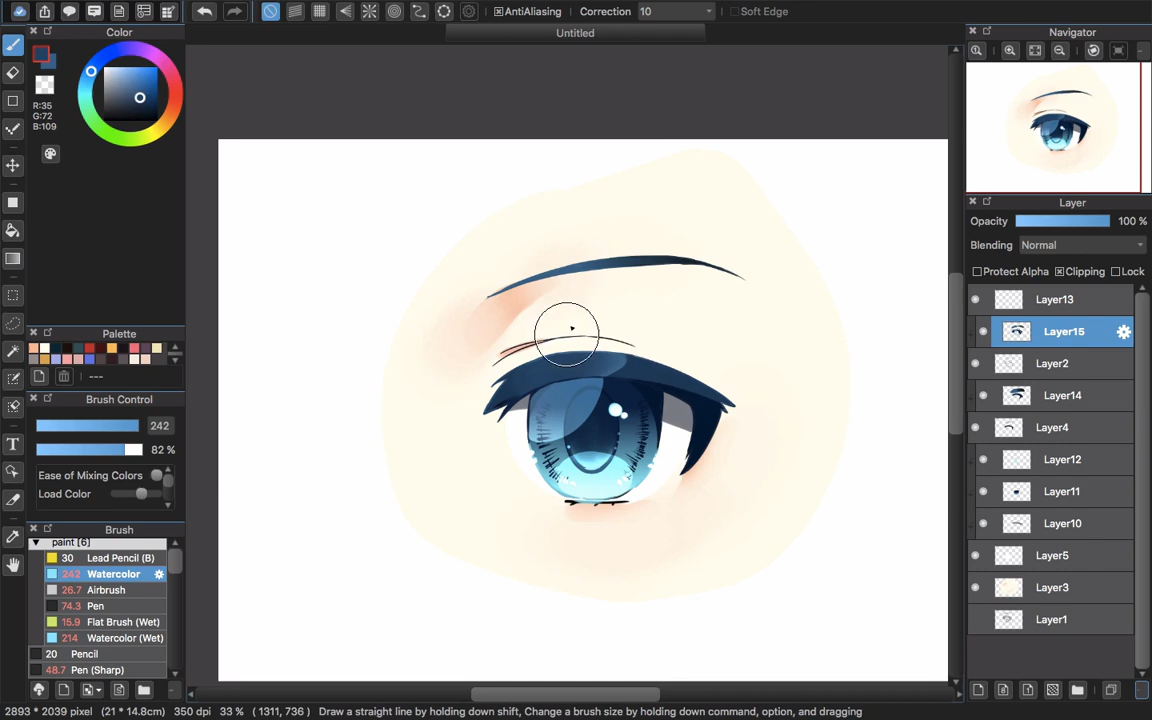 AntiAliasing Correction 10 Soft Edge
Untitled
Color
R:35
G:72
B:109
Palette
---
Brush Control
242
82 %
Ease of Mixing Colors
Load Color
Brush
paint [6]
30 Lead Pencil (B)
242 Watercolor
26.7 Airbrush
74.3 Pen
15.9 Flat Brush (Wet)
214 Watercolor (Wet)
20 Pencil
48.7 Pen (Sharp)
Navigator
Layer
Opacity 100 %
Blending Normal
Protect Alpha Clipping Lock
Layer13
Layer15
Layer2
Layer14
Layer4
Layer12
Layer11
Layer10
Layer5
Layer3
Layer1
2893 * 2039 pixel (21 * 14.8cm) 350 dpi 33 % ( 1311, 736 ) Draw a straight line by holding down shift, Change a brush size by holding down command, option, and dragging